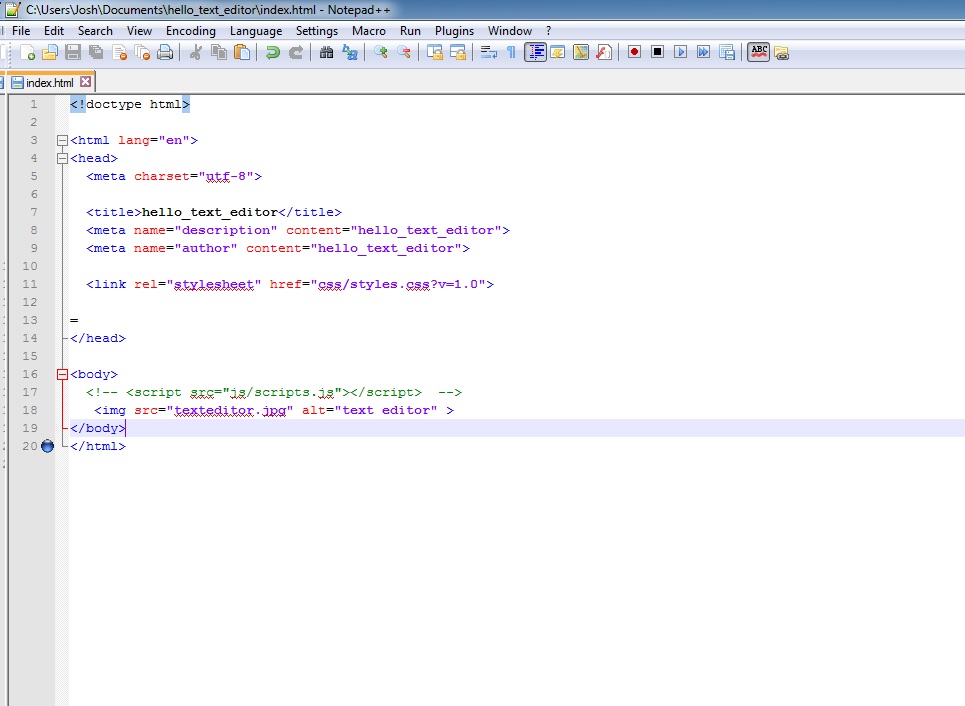 C:\Users\Josh\Documents\hello_text_editor\index.html - Notepad++
File Edit Search View Encoding Language Settings Macro Run Plugins Window ?
ABC
index.html
1 <!doctype html>
2
3 <html lang="en">
4 <head>
5 <meta charset="utf-8">
6
7 <title>hello_text_editor</title>
8 <meta name="description" content="hello_text_editor">
9 <meta name="author" content="hello_text_editor">
10
11 <link rel="stylesheet" href="css/styles.css?v=1.0">
12
13 =
14 </head>
15
16 <body>
17 <!-- <script src="js/scripts.js"></script>  -->
18 <img src="texteditor.jpg" alt="text editor" >
19 </body>
20 </html>